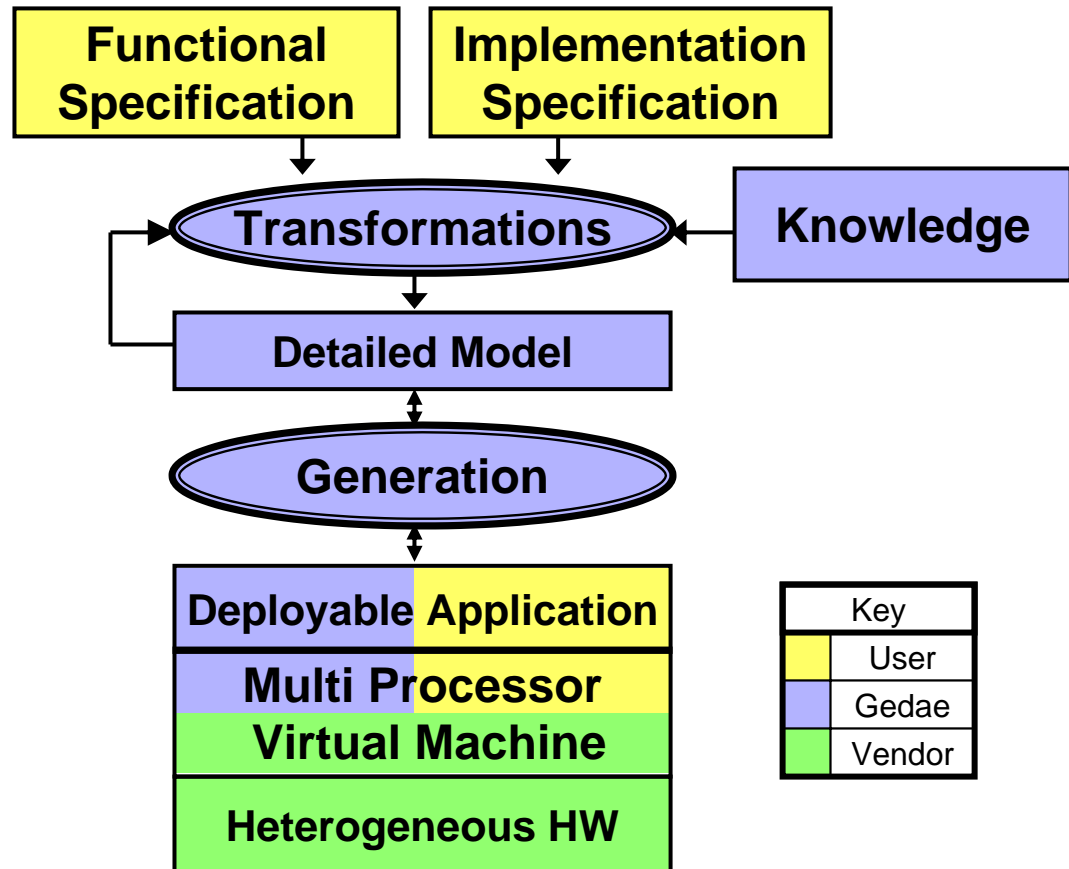 Functional
Specification
Implementation
Specification
Transformations
Knowledge
Detailed Model
Generation
Deployable Application
Multi Processor
Virtual Machine
Heterogeneous HW
Key
User
Gedae
Vendor